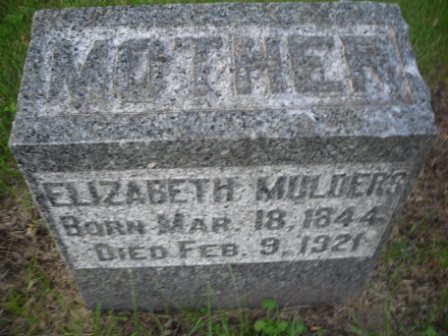 MOTHER
ELIZABETH MULDERS
BORN MAR. 18, 1844
DIED FEB. 9, 1921